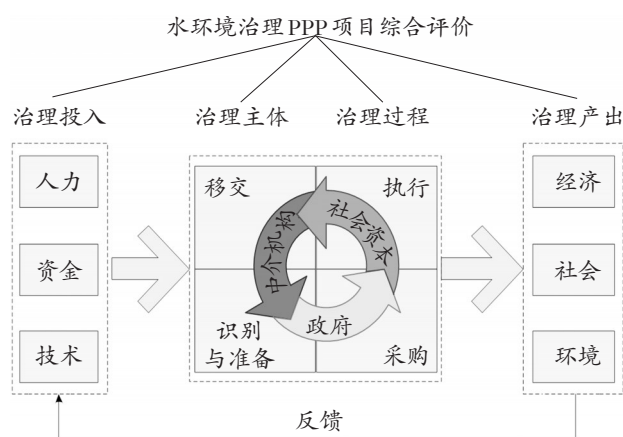 水环境治理PPP项目综合评价
治理投入
治理主体
治理过程
治理产出
人力
资金
技术
移交
执行
中介机构
社会资本
政府
识别
与准备
采购
经济
社会
环境
反馈